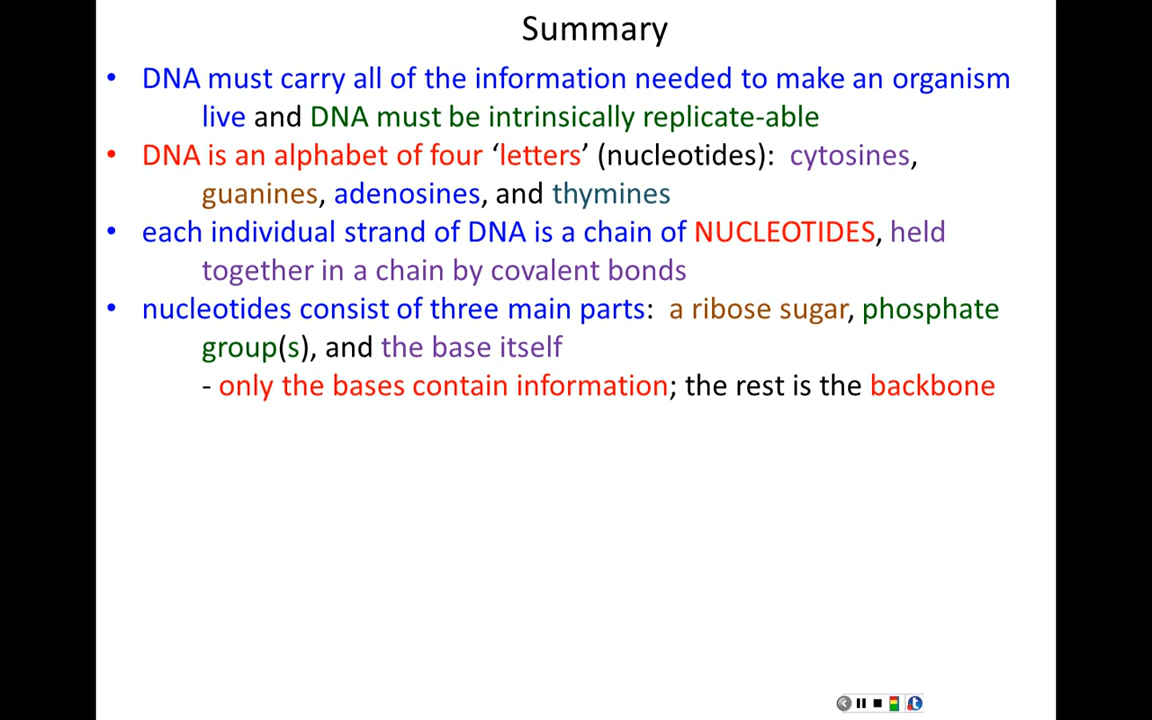 Summary
• DNA must carry all of the information needed to make an organism
live and DNA must be intrinsically replicate-able
• DNA is an alphabet of four ‘letters’ (nucleotides): cytosines,
guanines, adenosines, and thymines
• each individual strand of DNA is a chain of NUCLEOTIDES, held
together in a chain by covalent bonds
• nucleotides consist of three main parts: a ribose sugar, phosphate
group(s), and the base itself
- only the bases contain information; the rest is the backbone